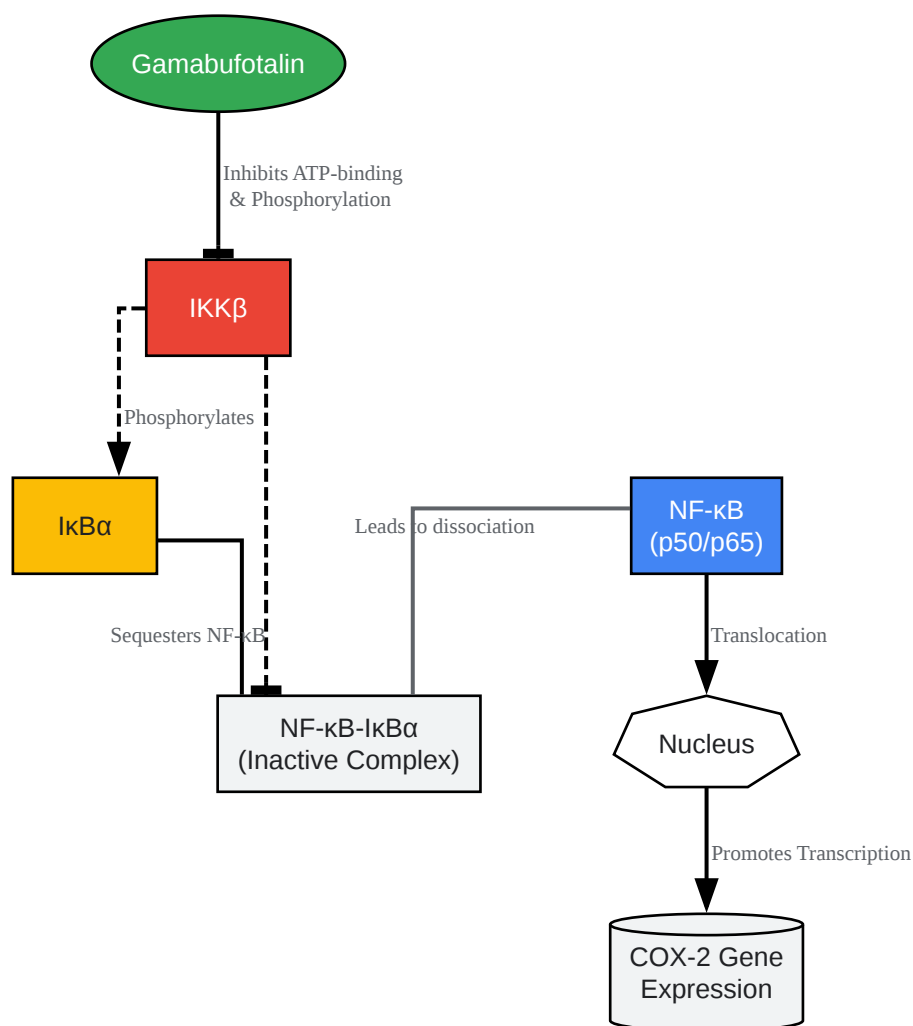 Gamabufotalin
Inhibits ATP-binding
& Phosphorylation
IKKβ
Phosphorylates
IκBα
Leads to dissociation
NF-κB
(p50/p65)
Sequesters NF-κB
Translocation
NF-κB-IκBα
(Inactive Complex)
Nucleus
Promotes Transcription
COX-2 Gene
Expression